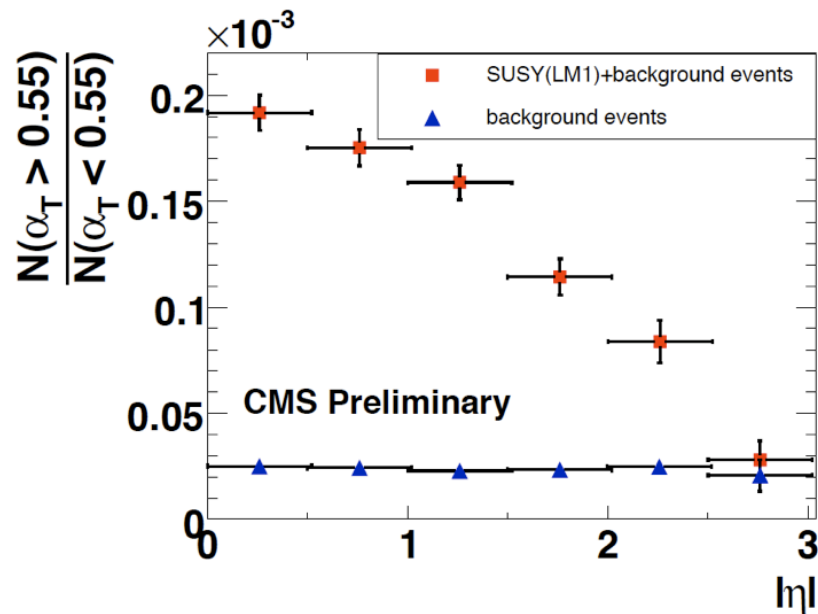 ×10⁻³
N(α_T > 0.55)
N(α_T < 0.55)
SUSY(LM1)+background events
background events
0.2
0.15
0.1
0.05
0
CMS Preliminary
0 1 2 3
|η|